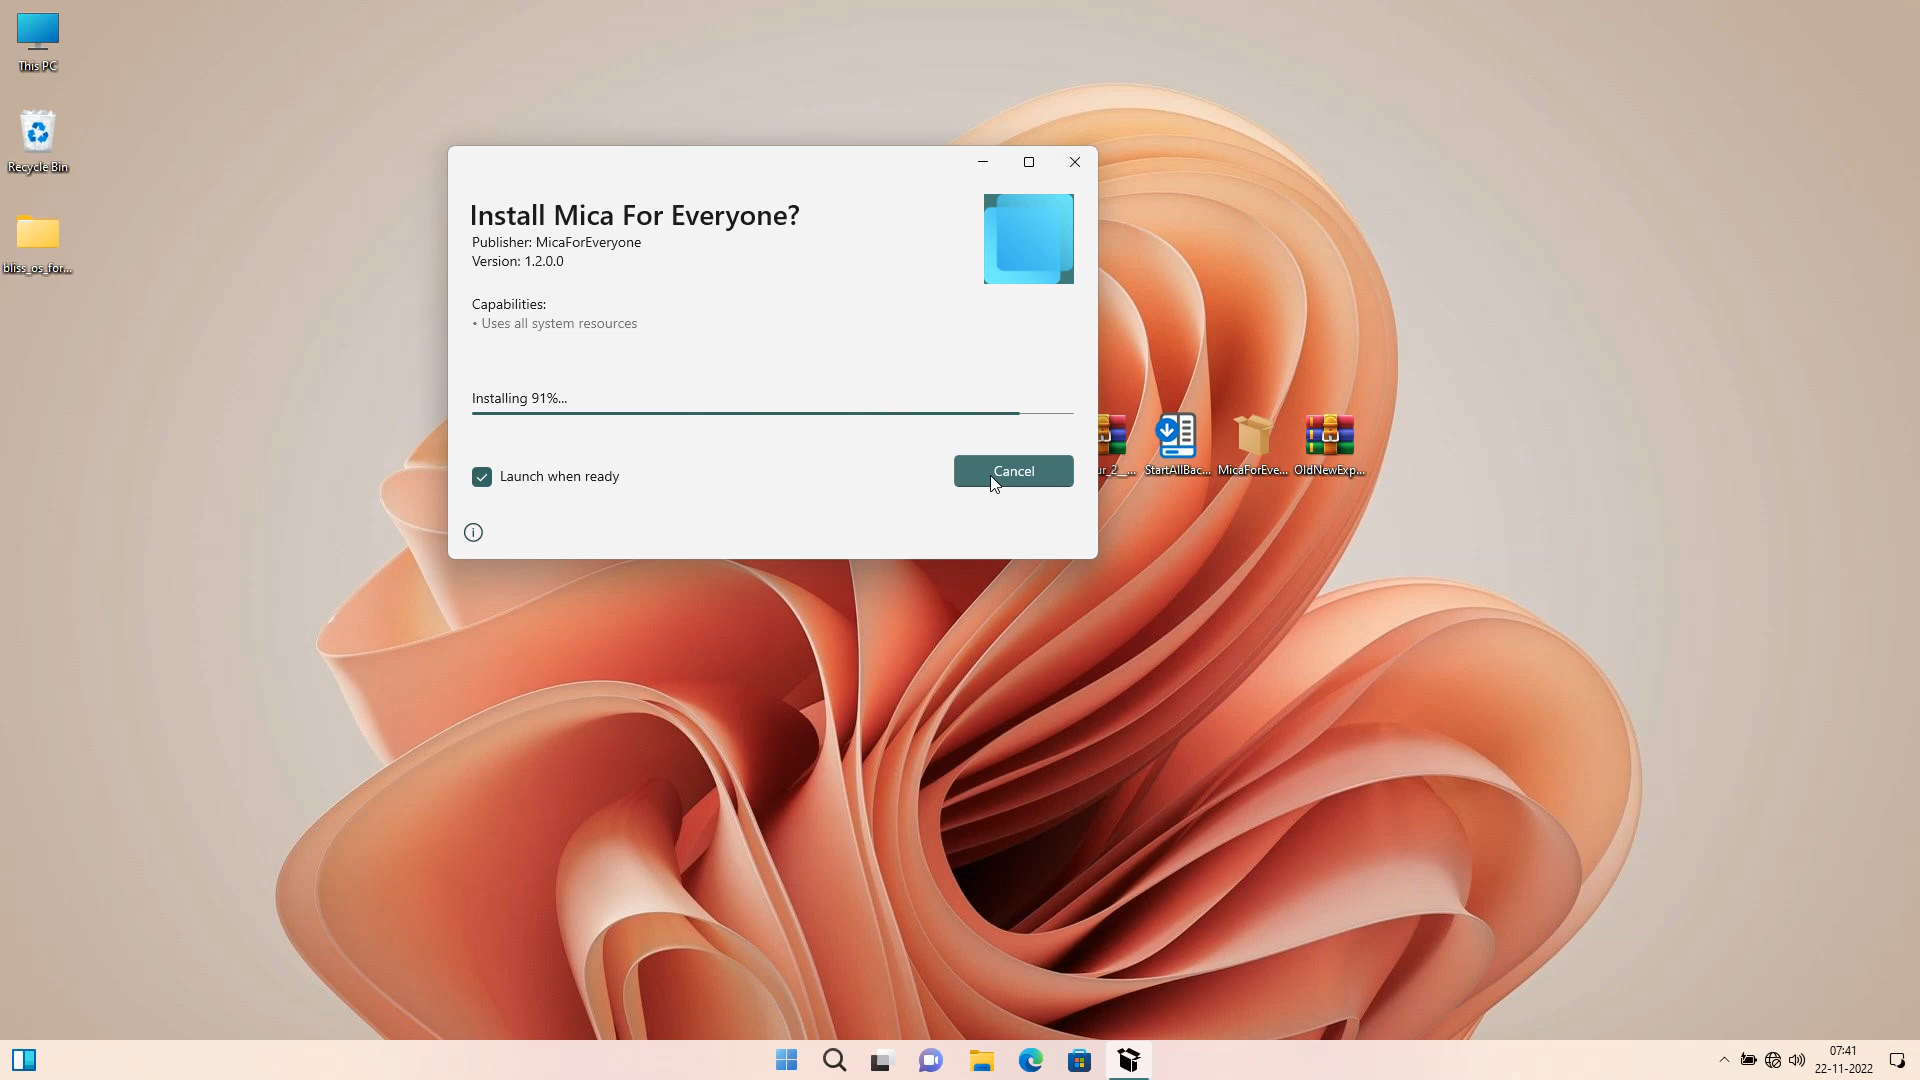 This PC
Recycle Bin
bliss_os_for...
Install Mica For Everyone?
Publisher: MicaForEveryone
Version: 1.2.0.0
Capabilities:
• Uses all system resources
Installing 91%...
Launch when ready
Cancel
ur_2__...
StartAllBac...
MicaForEve...
OldNewExp...
07:41
22-11-2022